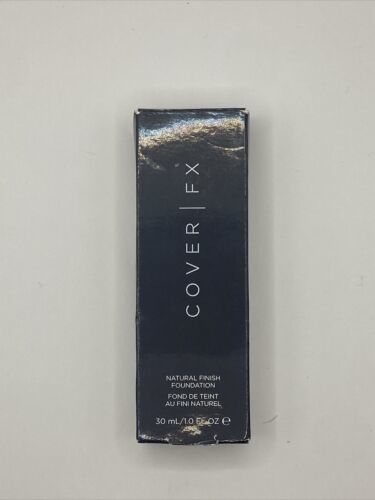 COVER | FX
NATURAL FINISH
FOUNDATION
FOND DE TEINT
AU FINI NATUREL
30 mL/1.0 FL OZ ℮